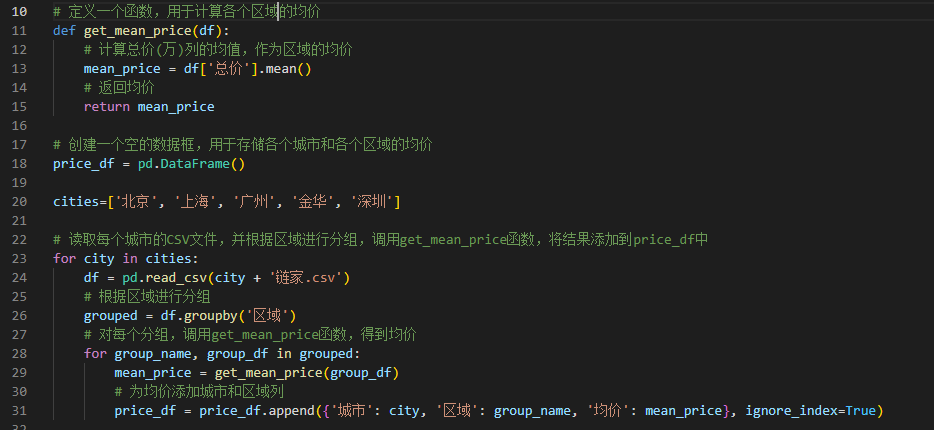 10 # 定义一个函数，用于计算各个区域的均价
11 def get_mean_price(df):
12     # 计算总价(万)列的均值，作为区域的均价
13     mean_price = df['总价'].mean()
14     # 返回均价
15     return mean_price
16
17 # 创建一个空的数据框，用于存储各个城市和各个区域的均价
18 price_df = pd.DataFrame()
19
20 cities=['北京', '上海', '广州', '金华', '深圳']
21
22 # 读取每个城市的CSV文件，并根据区域进行分组，调用get_mean_price函数，将结果添加到price_df中
23 for city in cities:
24     df = pd.read_csv(city + '链家.csv')
25     # 根据区域进行分组
26     grouped = df.groupby('区域')
27     # 对每个分组，调用get_mean_price函数，得到均价
28     for group_name, group_df in grouped:
29         mean_price = get_mean_price(group_df)
30         # 为均价添加城市和区域列
31         price_df = price_df.append({'城市': city, '区域': group_name, '均价': mean_price}, ignore_index=True)
32